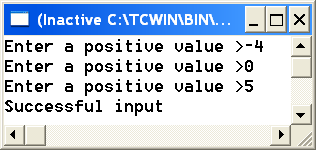 (Inactive C:\TCWIN\BIN\...
Enter a positive value >-4
Enter a positive value >0
Enter a positive value >5
Successful input